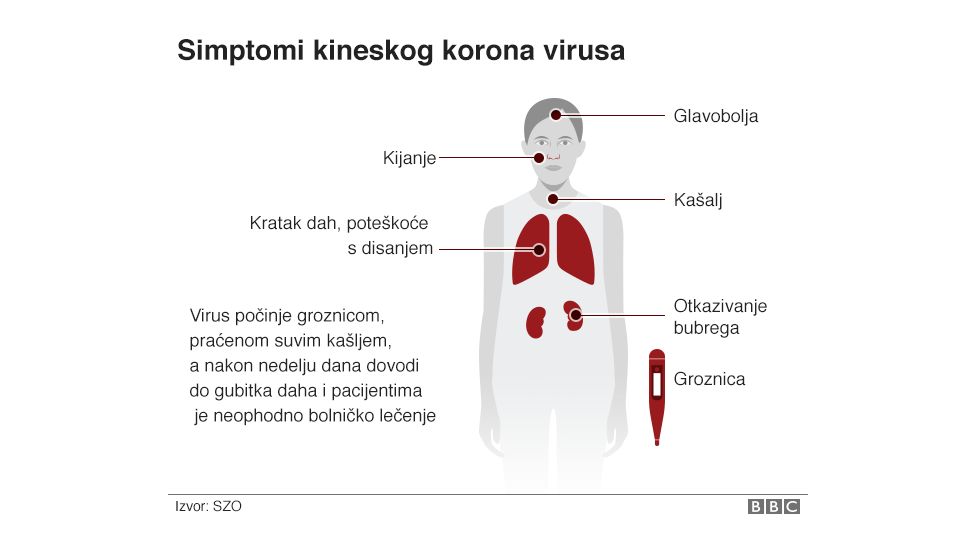 Simptomi kineskog korona virusa
Glavobolja
Kijanje
Kašalj
Kratak dah, poteškoće
s disanjem
Otkazivanje
bubrega
Groznica
Virus počinje groznicom,
praćenom suvim kašljem,
a nakon nedelju dana dovodi
do gubitka daha i pacijentima
je neophodno bolničko lečenje
Izvor: SZO
BBC